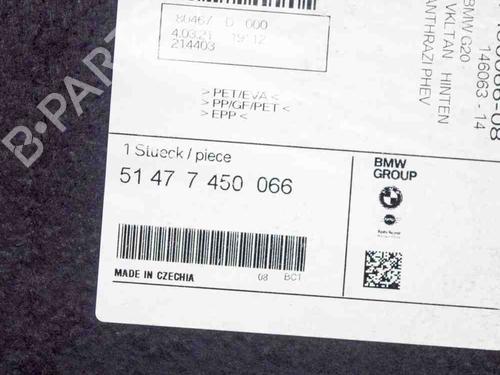 80467 D 000
4.03.21 19:12
214403
> PET/EVA <
> PP/GF/PET <
> EPP <
BMW G20
VKLTAN HINTEN
ANTHRAZI PHEV
146063 - 14
1 Stueck / piece
51 47 7 450 066
MADE IN CZECHIA 08 BC1
BMW
GROUP
B-PARTS